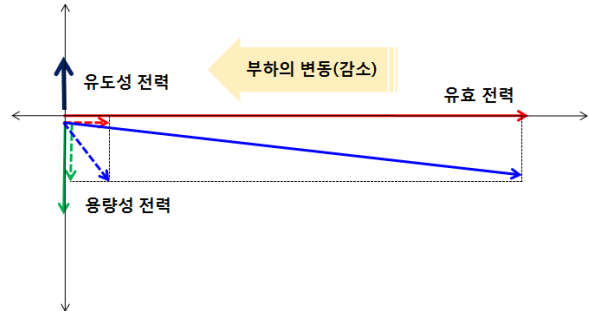 부하의 변동(감소)
유도성 전력
유효 전력
용량성 전력